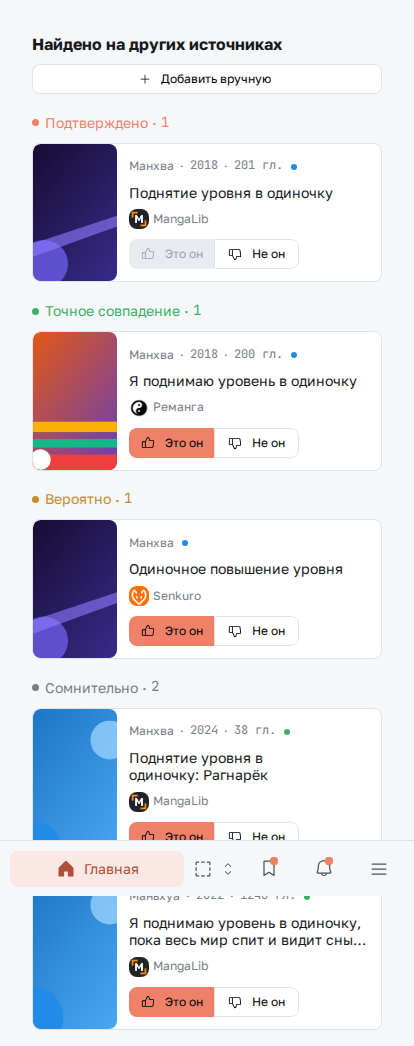 Найдено на других источниках
Добавить вручную
Подтверждено · 1
Манхва · 2018 · 201 гл.
Поднятие уровня в одиночку
MangaLib
Это он
Не он
Точное совпадение · 1
Манхва · 2018 · 200 гл.
Я поднимаю уровень в одиночку
Реманга
Это он
Не он
Вероятно · 1
Манхва
Одиночное повышение уровня
Senkuro
Это он
Не он
Сомнительно · 2
Манхва · 2024 · 38 гл.
Поднятие уровня в
одиночку: Рагнарёк
MangaLib
Это он
Не он
Главная
Я поднимаю уровень в одиночку,
пока весь мир спит и видит сны...
MangaLib
Это он
Не он